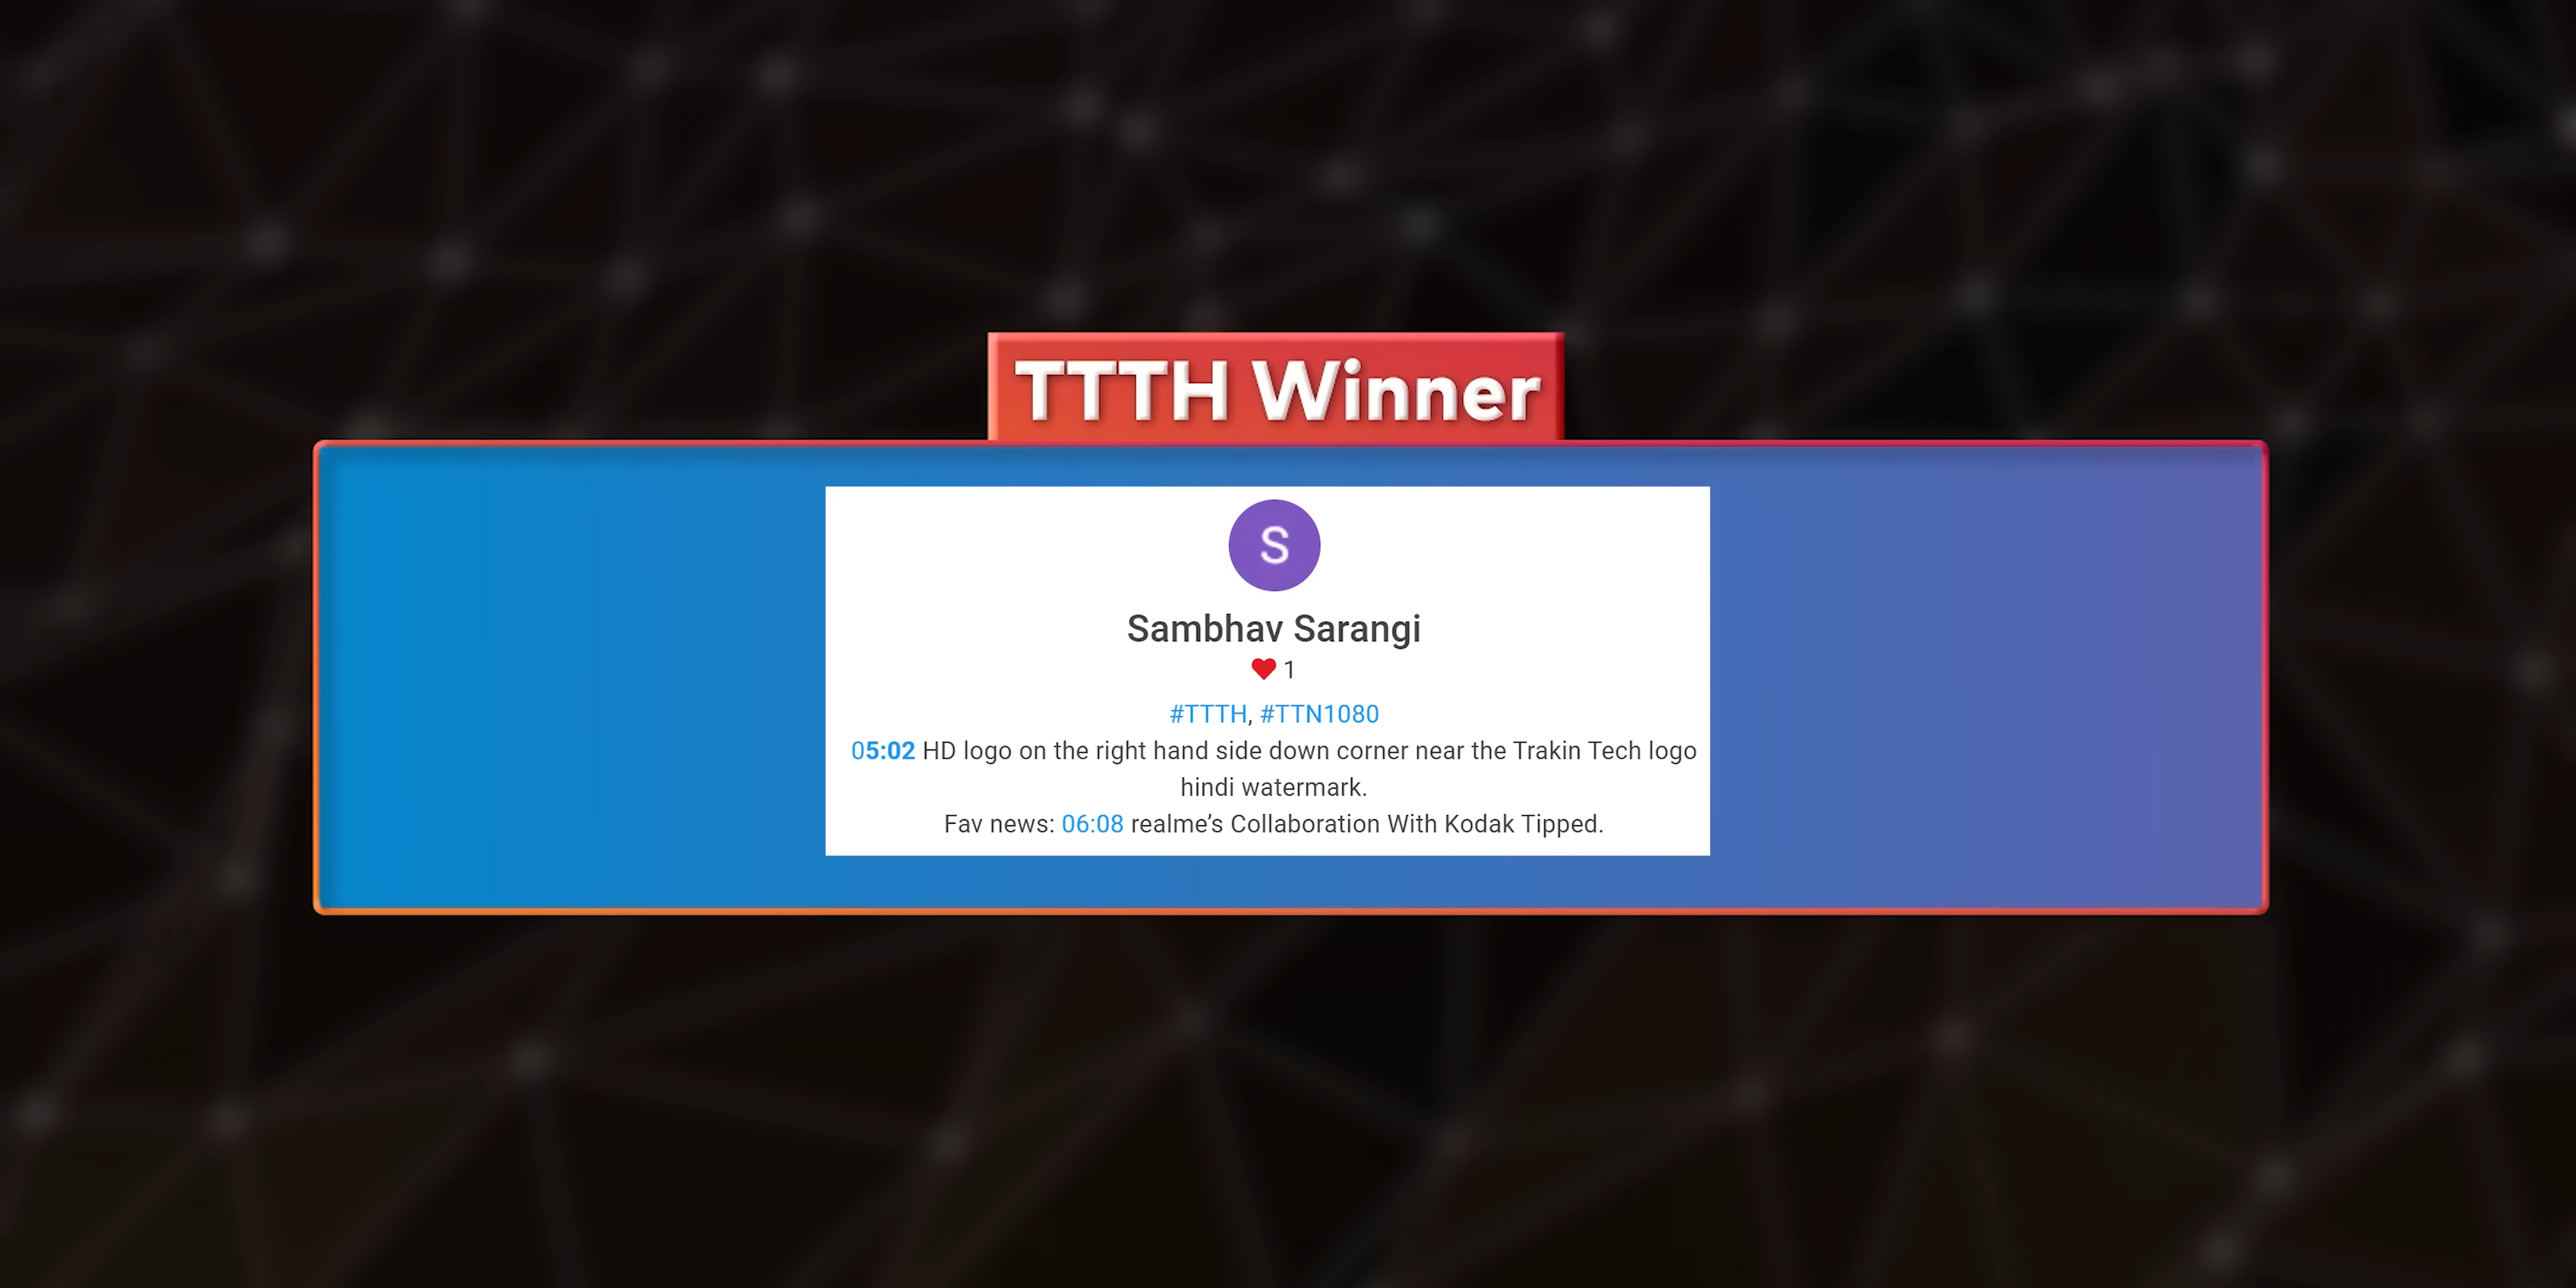 TTTH Winner
S
Sambhav Sarangi
❤ 1
#TTTH, #TTN1080
05:02 HD logo on the right hand side down corner near the Trakin Tech logo
hindi watermark.
Fav news: 06:08 realme’s Collaboration With Kodak Tipped.